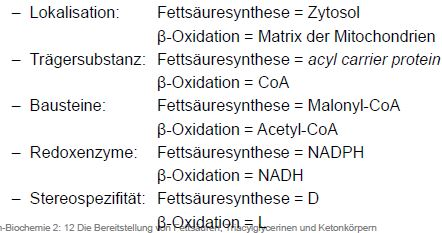 – Lokalisation: Fettsäuresynthese = Zytosol
β-Oxidation = Matrix der Mitochondrien
– Trägersubstanz: Fettsäuresynthese = acyl carrier protein
β-Oxidation = CoA
– Bausteine: Fettsäuresynthese = Malonyl-CoA
β-Oxidation = Acetyl-CoA
– Redoxenzyme: Fettsäuresynthese = NADPH
β-Oxidation = NADH
– Stereospezifität: Fettsäuresynthese = D
β-Oxidation = L
n-Biochemie 2: 12 Die Bereitstellung von Fettsäuren, Triacylglycerinen und Ketonkörpern